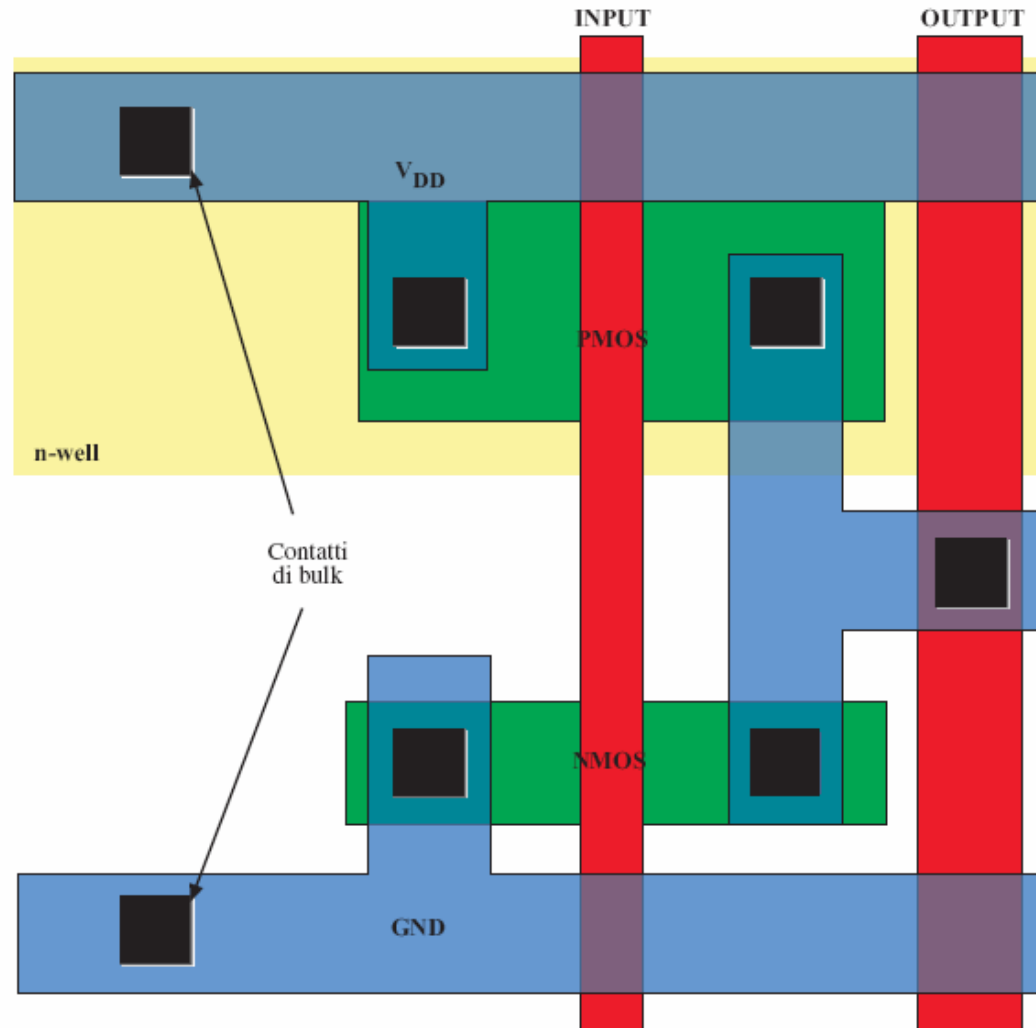 INPUT
OUTPUT
VDD
PMOS
n-well
Contatti
di bulk
NMOS
GND